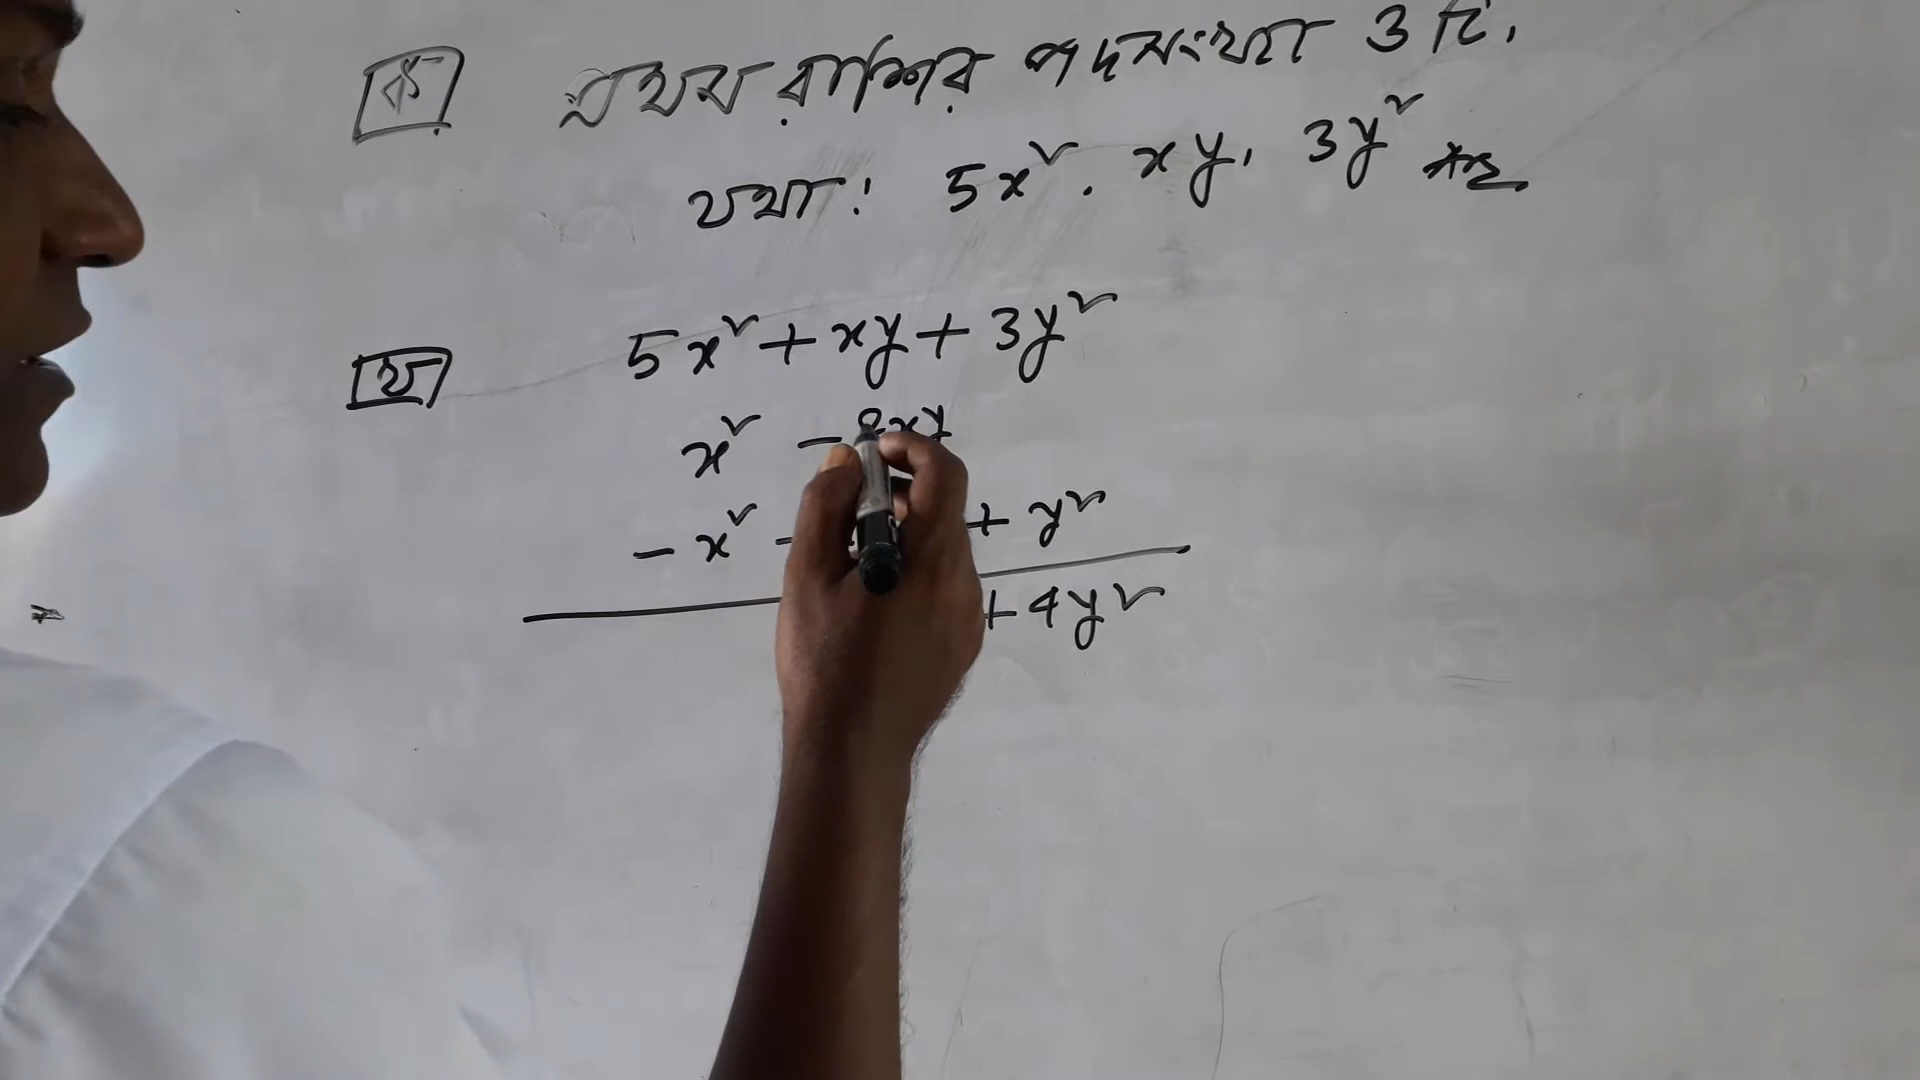 ক. প্রথম রাশির পদসংখ্যা 3 টি,
যথা: 5x², xy, 3y²
খ 5x² + xy + 3y²
x² - 8xy
- x² - + y²
+ 4y²